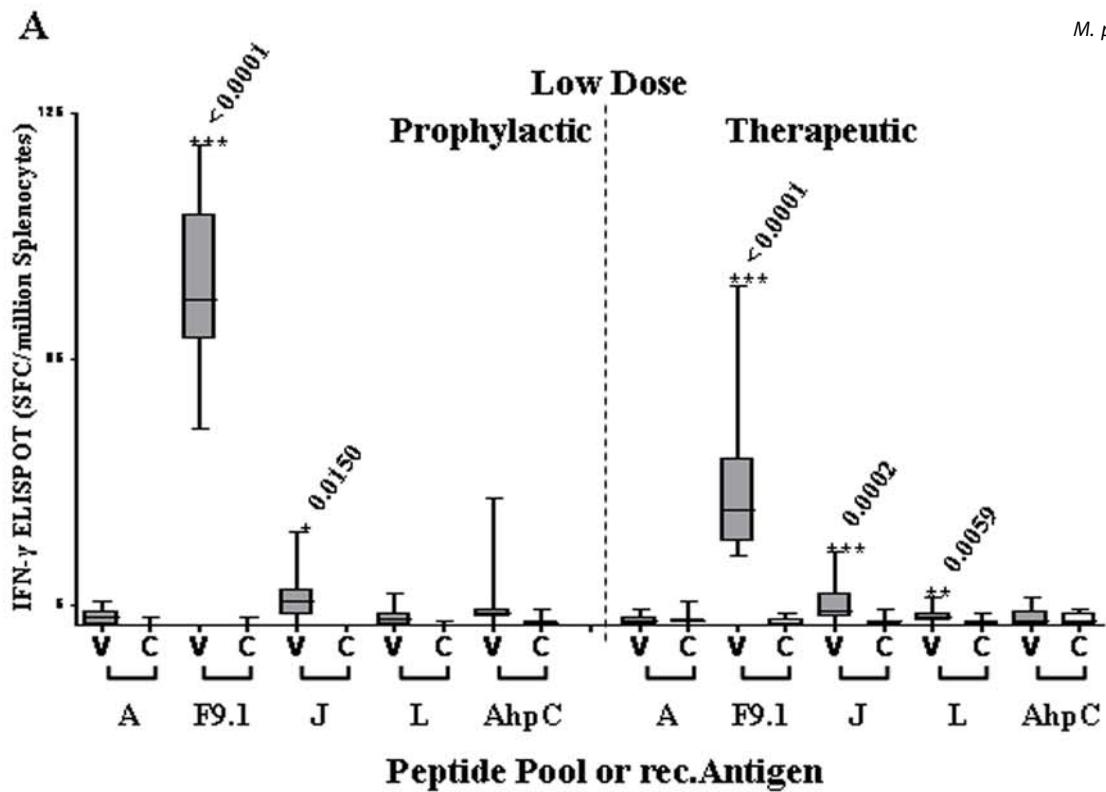 A
M. p
Low Dose
Prophylactic
Therapeutic
IFN-γ ELISPOT (SFC/million Splenocytes)
125
65
5
*** <0.0001
* 0.0150
*** <0.0001
*** 0.0002
** 0.0059
V C V C V C V C V C V C V C V C V C V C
A F9.1 J L AhpC A F9.1 J L AhpC
Peptide Pool or rec.Antigen